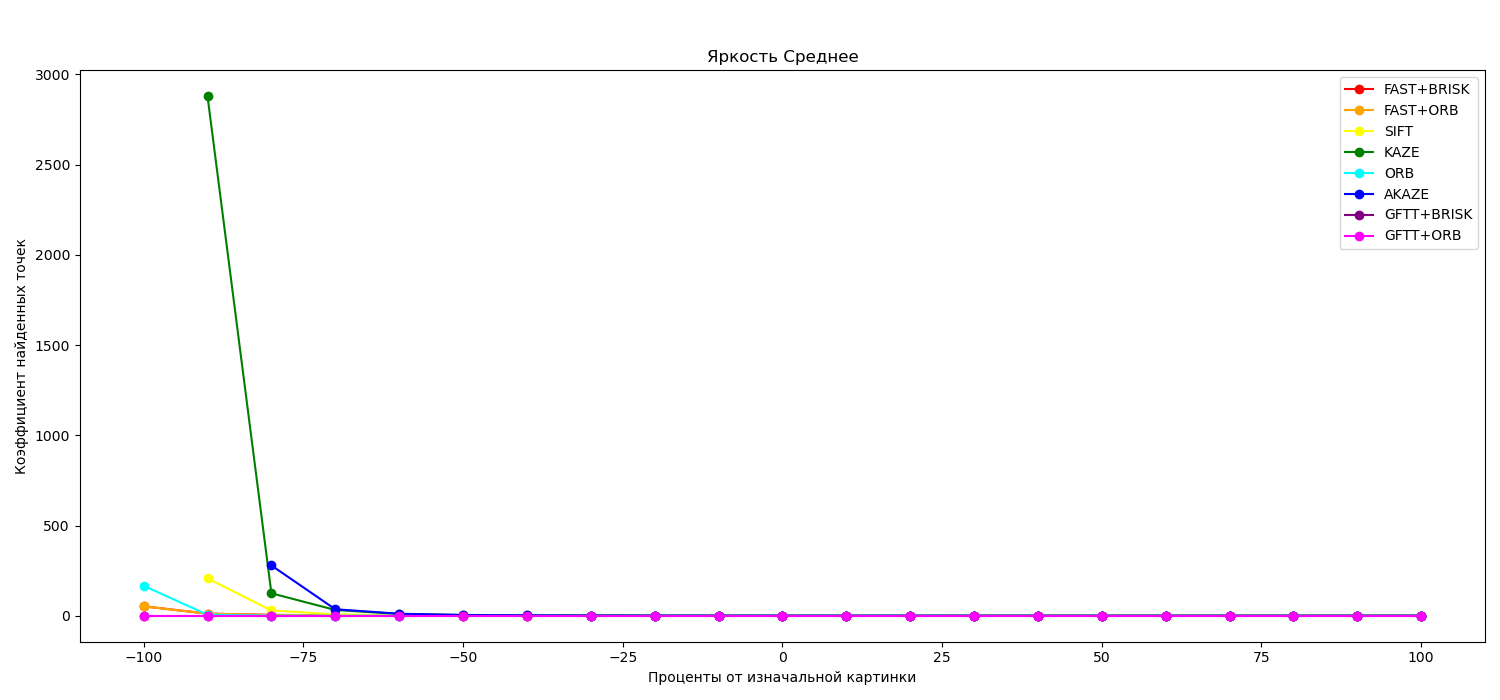 Яркость Среднее
3000
2500
2000
1500
1000
500
0
Коэффициент найденных точек
FAST+BRISK
FAST+ORB
SIFT
KAZE
ORB
AKAZE
GFTT+BRISK
GFTT+ORB
−100 −75 −50 −25 0 25 50 75 100
Проценты от изначальной картинки